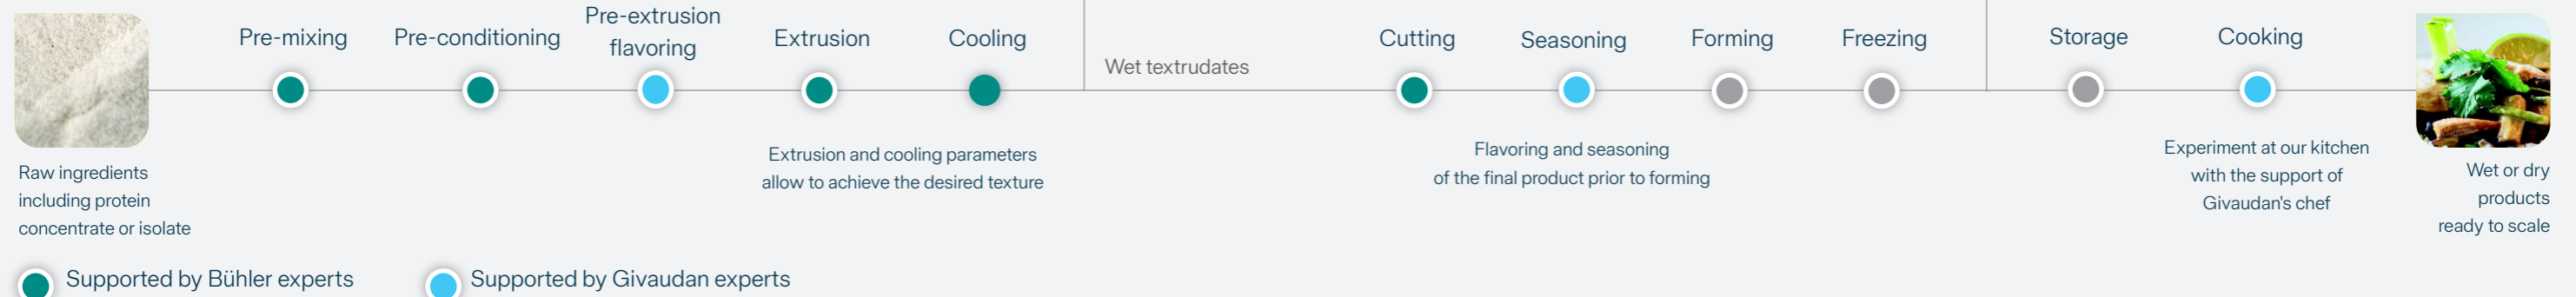 Pre-mixing
Pre-conditioning
Pre-extrusion
flavoring
Extrusion
Cooling
Wet textrudates
Cutting
Seasoning
Forming
Freezing
Storage
Cooking
Raw ingredients
including protein
concentrate or isolate
Extrusion and cooling parameters
allow to achieve the desired texture
Flavoring and seasoning
of the final product prior to forming
Experiment at our kitchen
with the support of
Givaudan's chef
Wet or dry
products
ready to scale
Supported by Bühler experts
Supported by Givaudan experts